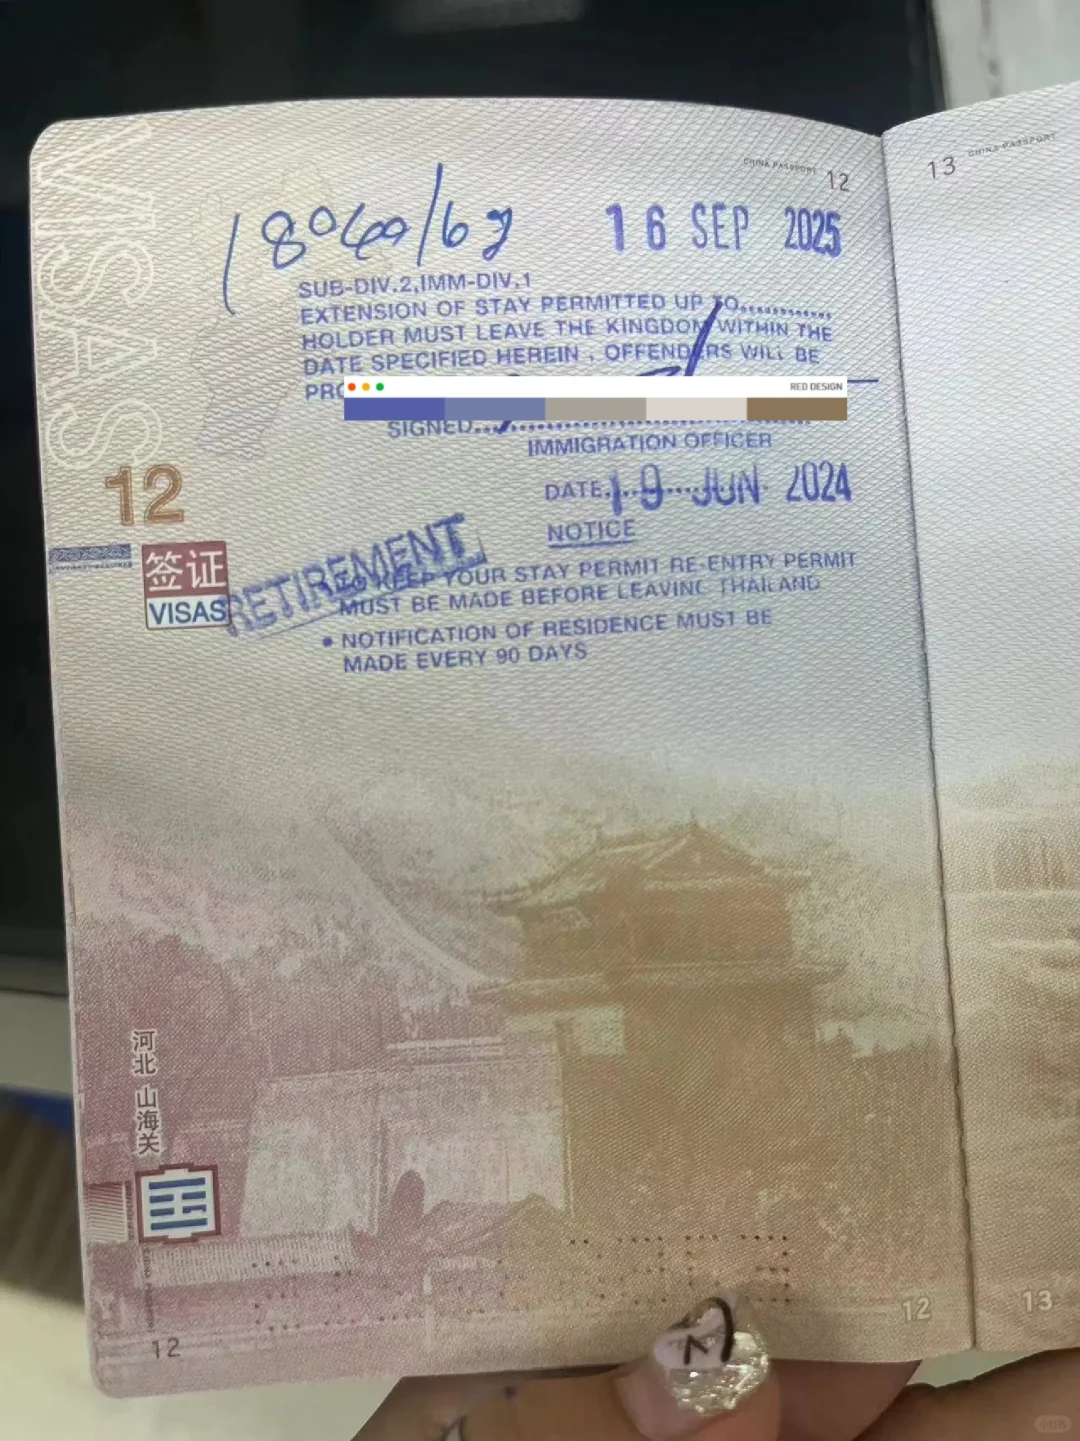 VISAS
CHINA PASSPORT 12
13 CHINA PASSPORT
16 SEP 2025
SUB-DIV.2,IMM-DIV.1
EXTENSION OF STAY PERMITTED UP TO
HOLDER MUST LEAVE THE KINGDOM WITHIN THE
DATE SPECIFIED HEREIN , OFFENDERS WILL BE
RED DESIGN
SIGNED
IMMIGRATION OFFICER
12
DATE 19 JUN 2024
NOTICE
签证
VISAS
RETIREMENT
TO KEEP YOUR STAY PERMIT RE-ENTRY PERMIT
MUST BE MADE BEFORE LEAVING THAILAND
• NOTIFICATION OF RESIDENCE MUST BE
MADE EVERY 90 DAYS
河北 山海关
12
13
12